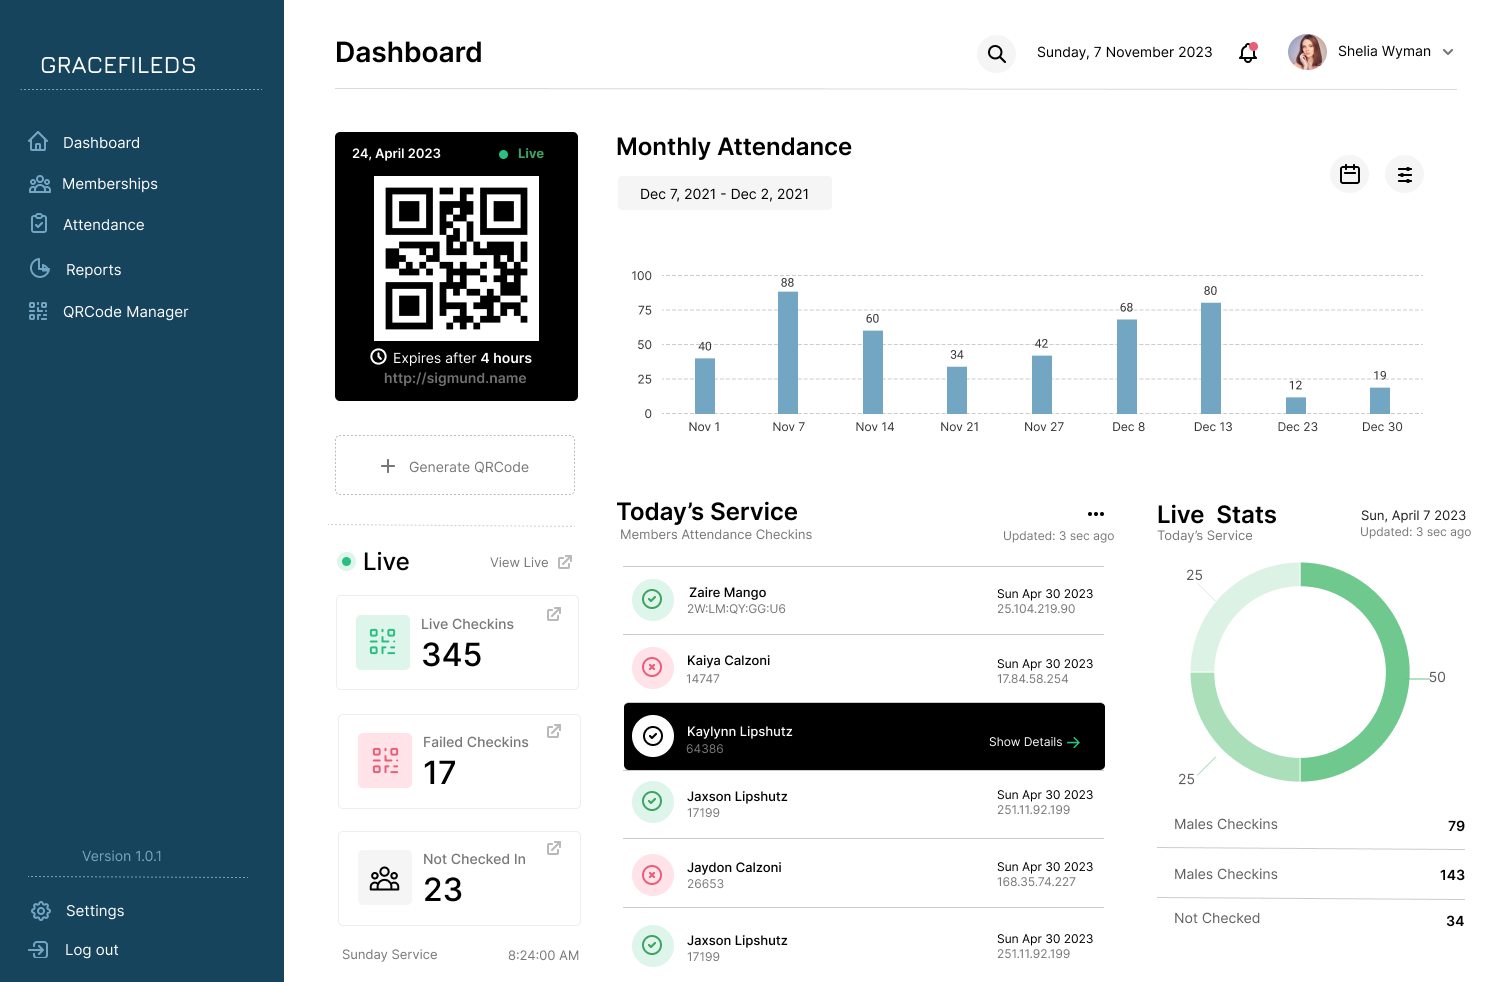 GRACEFILEDS
Dashboard
Memberships
Attendance
Reports
QRCode Manager
Version 1.0.1
Settings
Log out
Dashboard
Sunday, 7 November 2023
Shelia Wyman
24, April 2023
Live
Expires after 4 hours
http://sigmund.name
Generate QRCode
Live
View Live
Live Checkins
345
Failed Checkins
17
Not Checked In
23
Sunday Service
8:24:00 AM
Monthly Attendance
Dec 7, 2021 - Dec 2, 2021
100
75
50
25
0
40
88
60
34
42
68
80
12
19
Nov 1
Nov 7
Nov 14
Nov 21
Nov 27
Dec 8
Dec 13
Dec 23
Dec 30
Today’s Service
Members Attendance Checkins
Updated: 3 sec ago
Zaire Mango
2W:LM:QY:GG:U6
Sun Apr 30 2023
25.104.219.90
Kaiya Calzoni
14747
Sun Apr 30 2023
17.84.58.254
Kaylynn Lipshutz
64386
Show Details
Jaxson Lipshutz
17199
Sun Apr 30 2023
251.11.92.199
Jaydon Calzoni
26653
Sun Apr 30 2023
168.35.74.227
Jaxson Lipshutz
17199
Sun Apr 30 2023
251.11.92.199
Live Stats
Today’s Service
Sun, April 7 2023
Updated: 3 sec ago
25
50
25
Males Checkins 79
Males Checkins 143
Not Checked 34